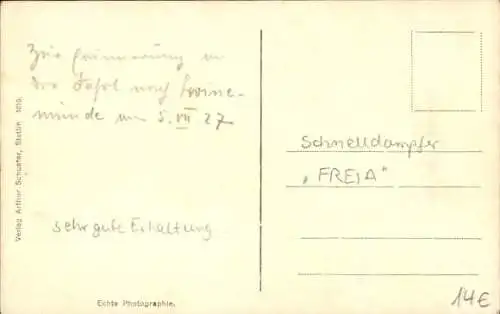 Zur Erinnerung an
die Fahrt nach Swine-
münde am 5. VII 27
sehr gute Erhaltung
Schnelldampfer
„FREIA"
Verlag Arthur Schuster, Stettin
Echte Photographie.
14€